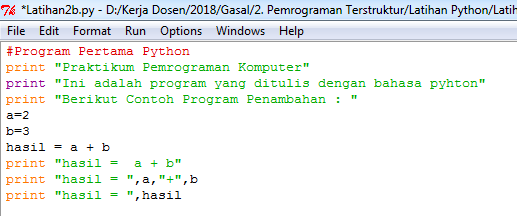 *Latihan2b.py - D:/Kerja Dosen/2018/Gasal/2. Pemrograman Terstruktur/Latihan Python/Latih
File Edit Format Run Options Windows Help
#Program Pertama Python
print "Praktikum Pemrograman Komputer"
print "Ini adalah program yang ditulis dengan bahasa pyhton"
print "Berikut Contoh Program Penambahan : "
a=2
b=3
hasil = a + b
print "hasil =  a + b"
print "hasil = ",a,"+",b
print "hasil = ",hasil